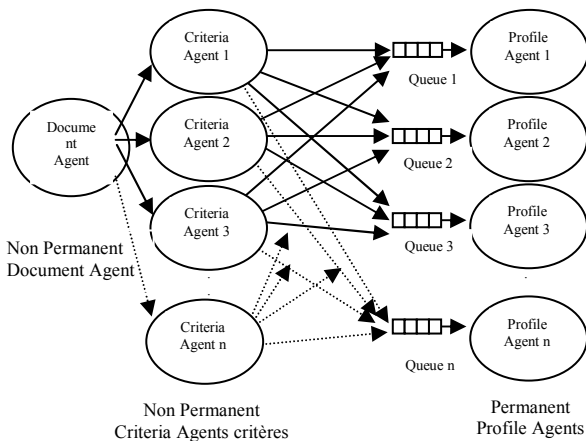 Docume
nt
Agent
Non Permanent
Document Agent
Criteria
Agent 1
Criteria
Agent 2
Criteria
Agent 3
Criteria
Agent n
Non Permanent
Criteria Agents critères
Queue 1
Queue 2
Queue 3
Queue n
Profile
Agent 1
Profile
Agent 2
Profile
Agent 3
Profile
Agent n
Permanent
Profile Agents